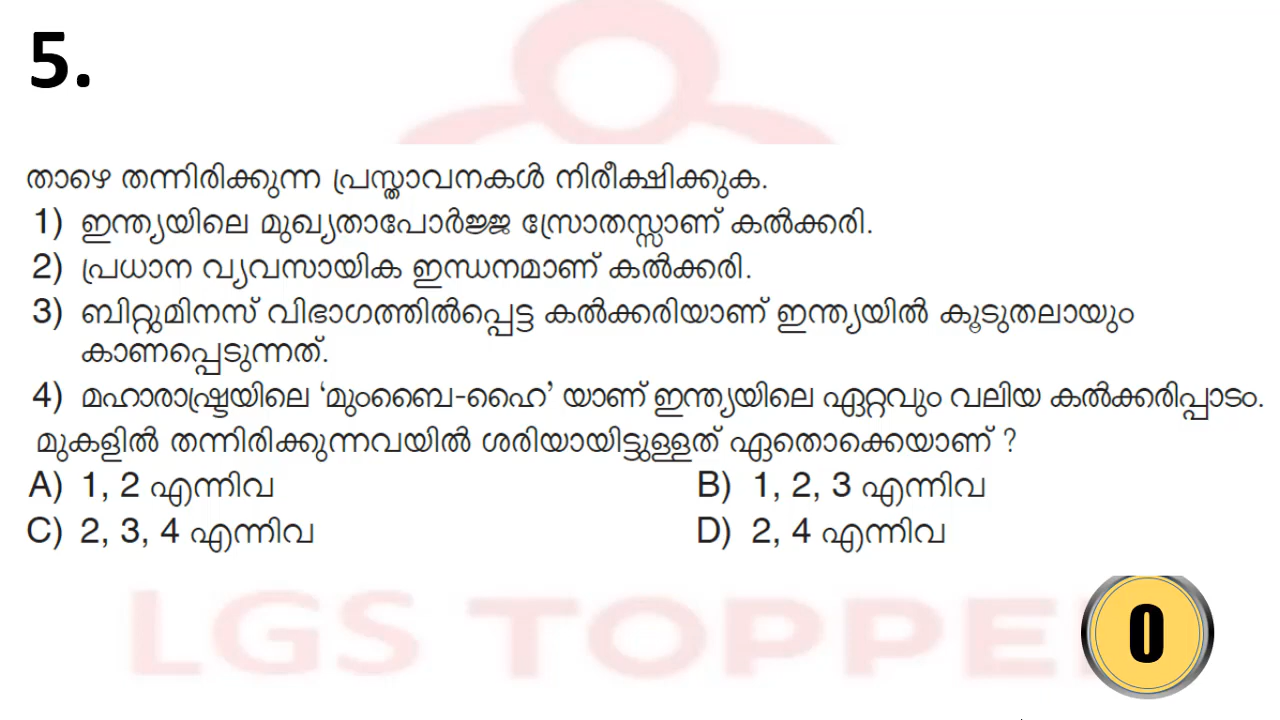 5.
താഴെ തന്നിരിക്കുന്ന പ്രസ്താവനകൾ നിരീക്ഷിക്കുക.
1) ഇന്ത്യയിലെ മുഖ്യതാപോർജ്ജ സ്രോതസ്സാണ് കൽക്കരി.
2) പ്രധാന വ്യവസായിക ഇന്ധനമാണ് കൽക്കരി.
3) ബിറ്റുമിനസ് വിഭാഗത്തിൽപ്പെട്ട കൽക്കരിയാണ് ഇന്ത്യയിൽ കൂടുതലായും
കാണപ്പെടുന്നത്.
4) മഹാരാഷ്ട്രയിലെ ‘മുംബൈ-ഹൈ’ യാണ് ഇന്ത്യയിലെ ഏറ്റവും വലിയ കൽക്കരിപ്പാടം.
മുകളിൽ തന്നിരിക്കുന്നവയിൽ ശരിയായിട്ടുള്ളത് ഏതൊക്കെയാണ് ?
A) 1, 2 എന്നിവ B) 1, 2, 3 എന്നിവ
C) 2, 3, 4 എന്നിവ D) 2, 4 എന്നിവ
LGS TOPPE
0